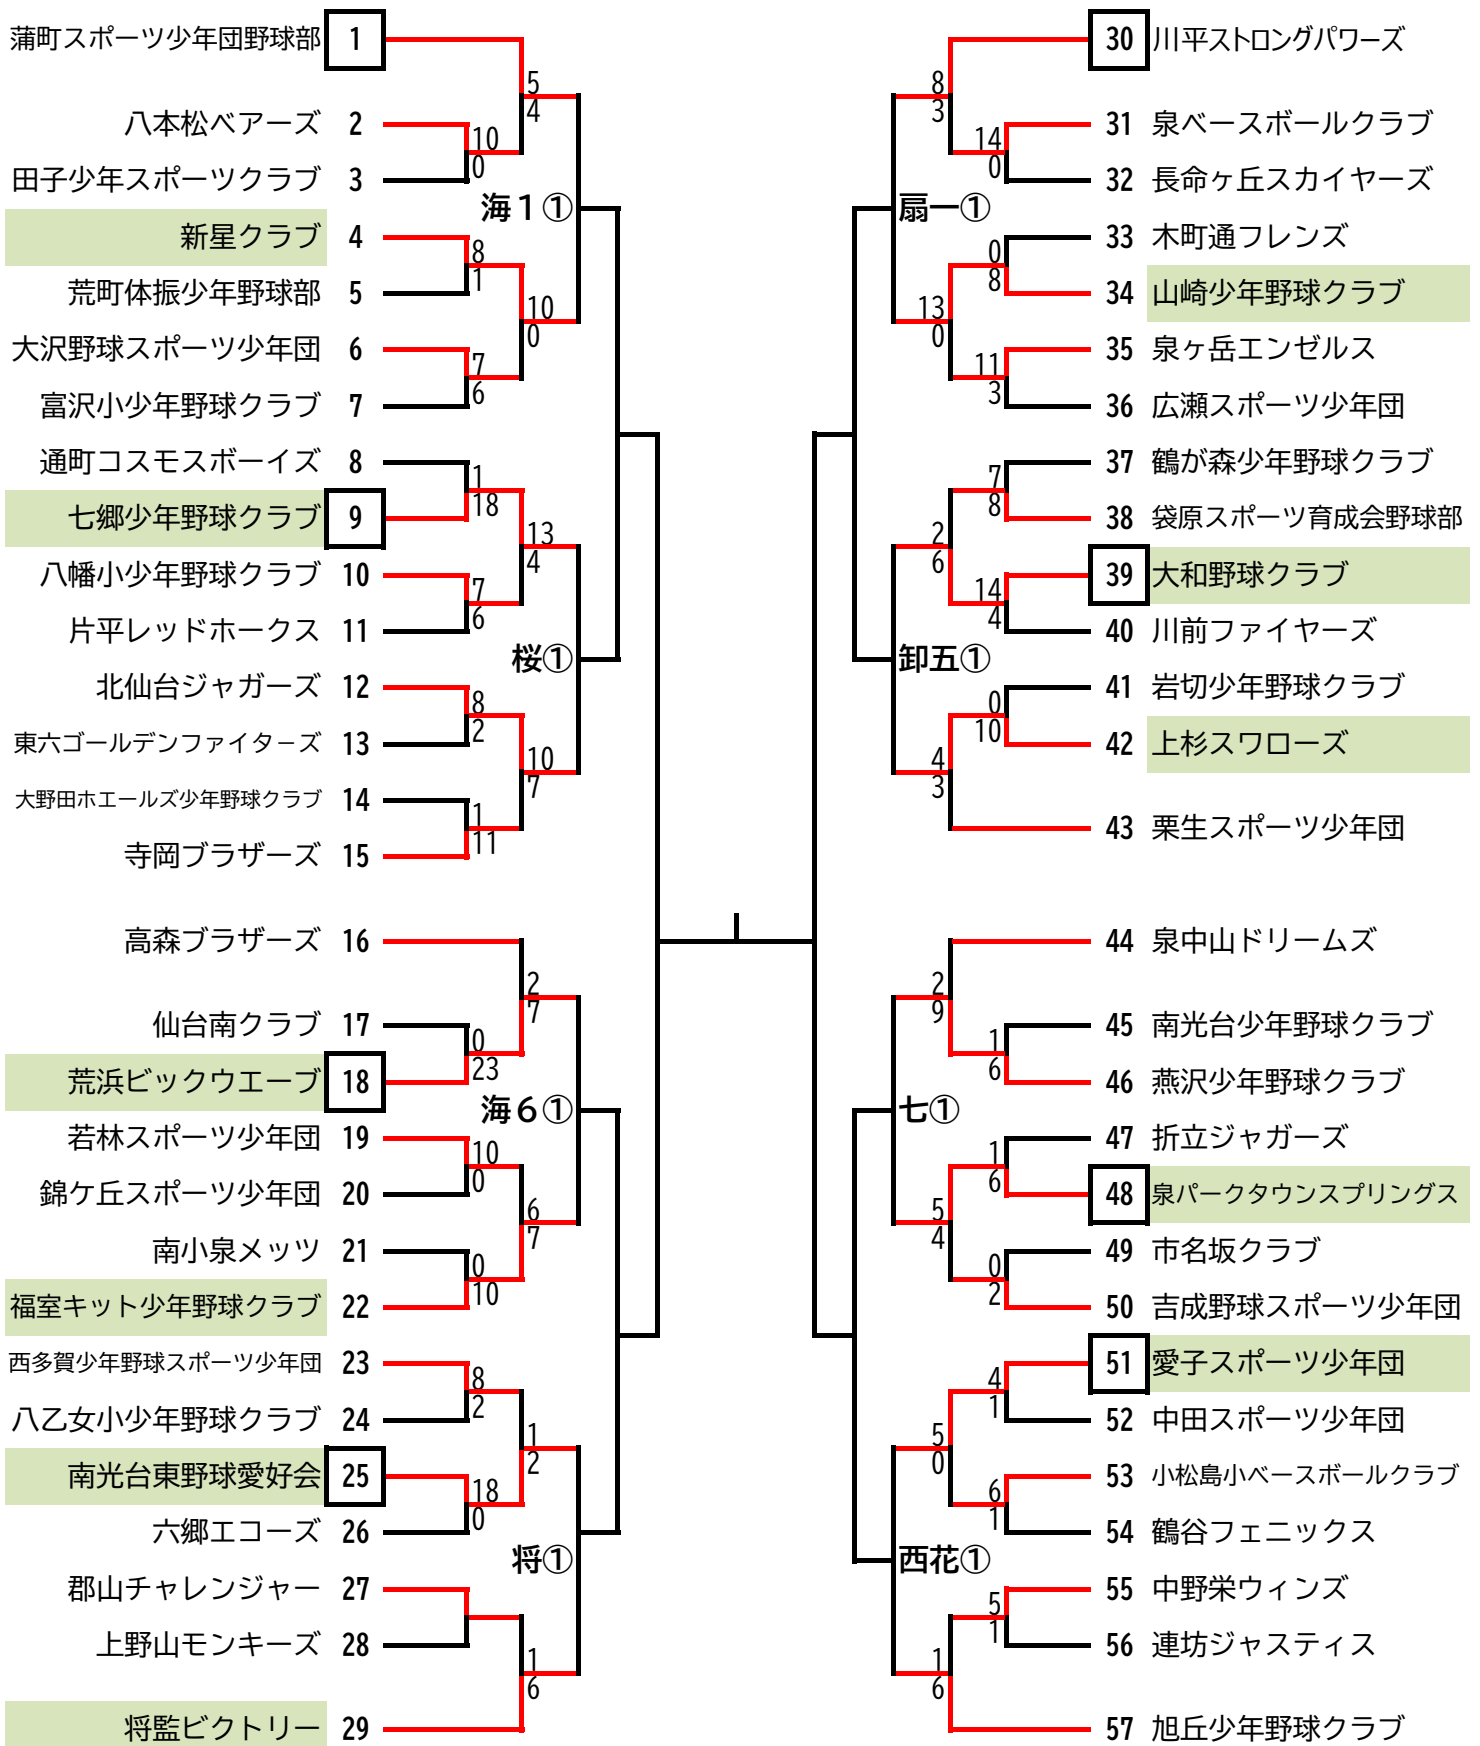 蒲町スポーツ少年団野球部 1
5
4
八本松ベアーズ 2
10
0
田子少年スポーツクラブ 3
海1①
新星クラブ 4
8
1
荒町体振少年野球部 5
10
0
大沢野球スポーツ少年団 6
7
6
富沢小少年野球クラブ 7
通町コスモスボーイズ 8
1
18
七郷少年野球クラブ 9
13
4
八幡小少年野球クラブ 10
7
6
片平レッドホークス 11
桜①
北仙台ジャガーズ 12
8
2
東六ゴールデンファイターズ 13
10
7
大野田ホエールズ少年野球クラブ 14
1
11
寺岡ブラザーズ 15
高森ブラザーズ 16
2
7
仙台南クラブ 17
0
23
荒浜ビックウエーブ 18
海6①
若林スポーツ少年団 19
10
0
錦ケ丘スポーツ少年団 20
6
7
南小泉メッツ 21
0
10
福室キット少年野球クラブ 22
西多賀少年野球スポーツ少年団 23
8
2
八乙女小少年野球クラブ 24
1
2
南光台東野球愛好会 25
18
0
六郷エコーズ 26
将①
郡山チャレンジャー 27
上野山モンキーズ 28
1
6
将監ビクトリー 29
30 川平ストロングパワーズ
8
3
31 泉ベースボールクラブ
14
0
32 長命ヶ丘スカイヤーズ
扇一①
33 木町通フレンズ
0
8
34 山崎少年野球クラブ
13
0
35 泉ヶ岳エンゼルス
11
3
36 広瀬スポーツ少年団
37 鶴が森少年野球クラブ
7
8
38 袋原スポーツ育成会野球部
2
6
39 大和野球クラブ
14
4
40 川前ファイヤーズ
卸五①
41 岩切少年野球クラブ
0
10
42 上杉スワローズ
4
3
43 栗生スポーツ少年団
44 泉中山ドリームズ
2
9
45 南光台少年野球クラブ
1
6
46 燕沢少年野球クラブ
七①
47 折立ジャガーズ
1
6
48 泉パークタウンスプリングス
5
4
49 市名坂クラブ
0
2
50 吉成野球スポーツ少年団
51 愛子スポーツ少年団
4
1
52 中田スポーツ少年団
5
0
53 小松島小ベースボールクラブ
6
1
54 鶴谷フェニックス
西花①
55 中野栄ウィンズ
5
1
56 連坊ジャスティス
1
6
57 旭丘少年野球クラブ